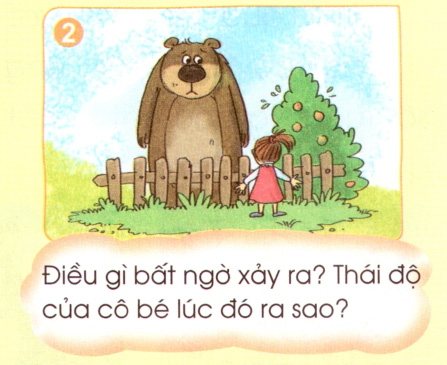 2
Điều gì bất ngờ xảy ra? Thái độ
của cô bé lúc đó ra sao?